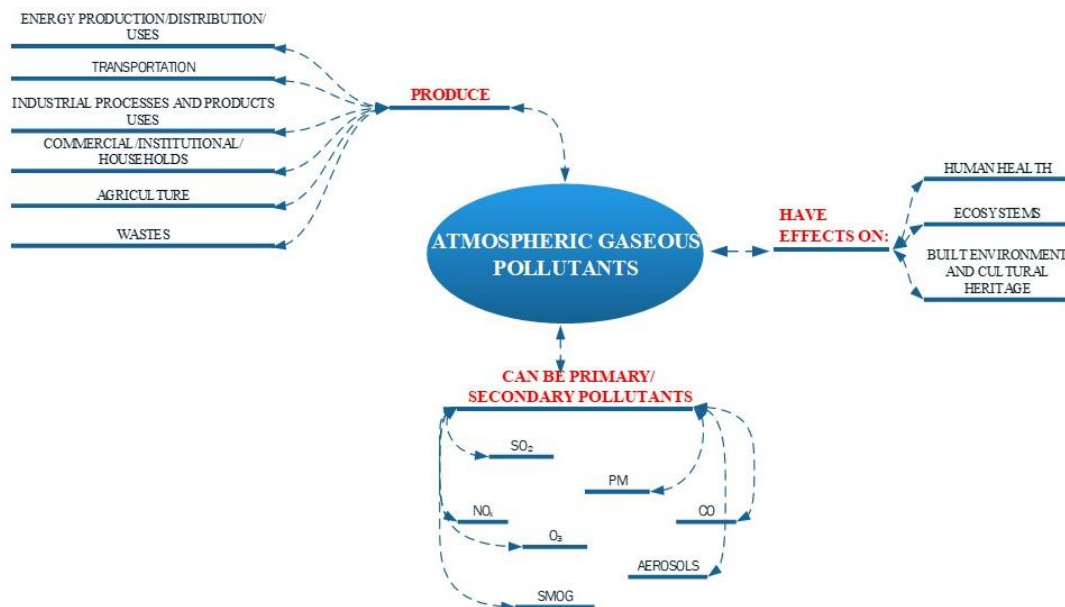 ENERGY PRODUCTION/DISTRIBUTION/
USES
TRANSPORTATION
INDUSTRIAL PROCESSES AND PRODUCTS
USES
COMMERCIAL/INSTITUTIONAL/
HOUSEHOLDS
AGRICULTURE
WASTES
PRODUCE
ATMOSPHERIC GASEOUS
POLLUTANTS
HAVE
EFFECTS ON:
HUMAN HEALTH
ECOSYSTEMS
BUILT ENVIRONMENT
AND CULTURAL
HERITAGE
CAN BE PRIMARY/
SECONDARY POLLUTANTS
SO₂
PM
NOₓ
CO
O₃
AEROSOLS
SMOG